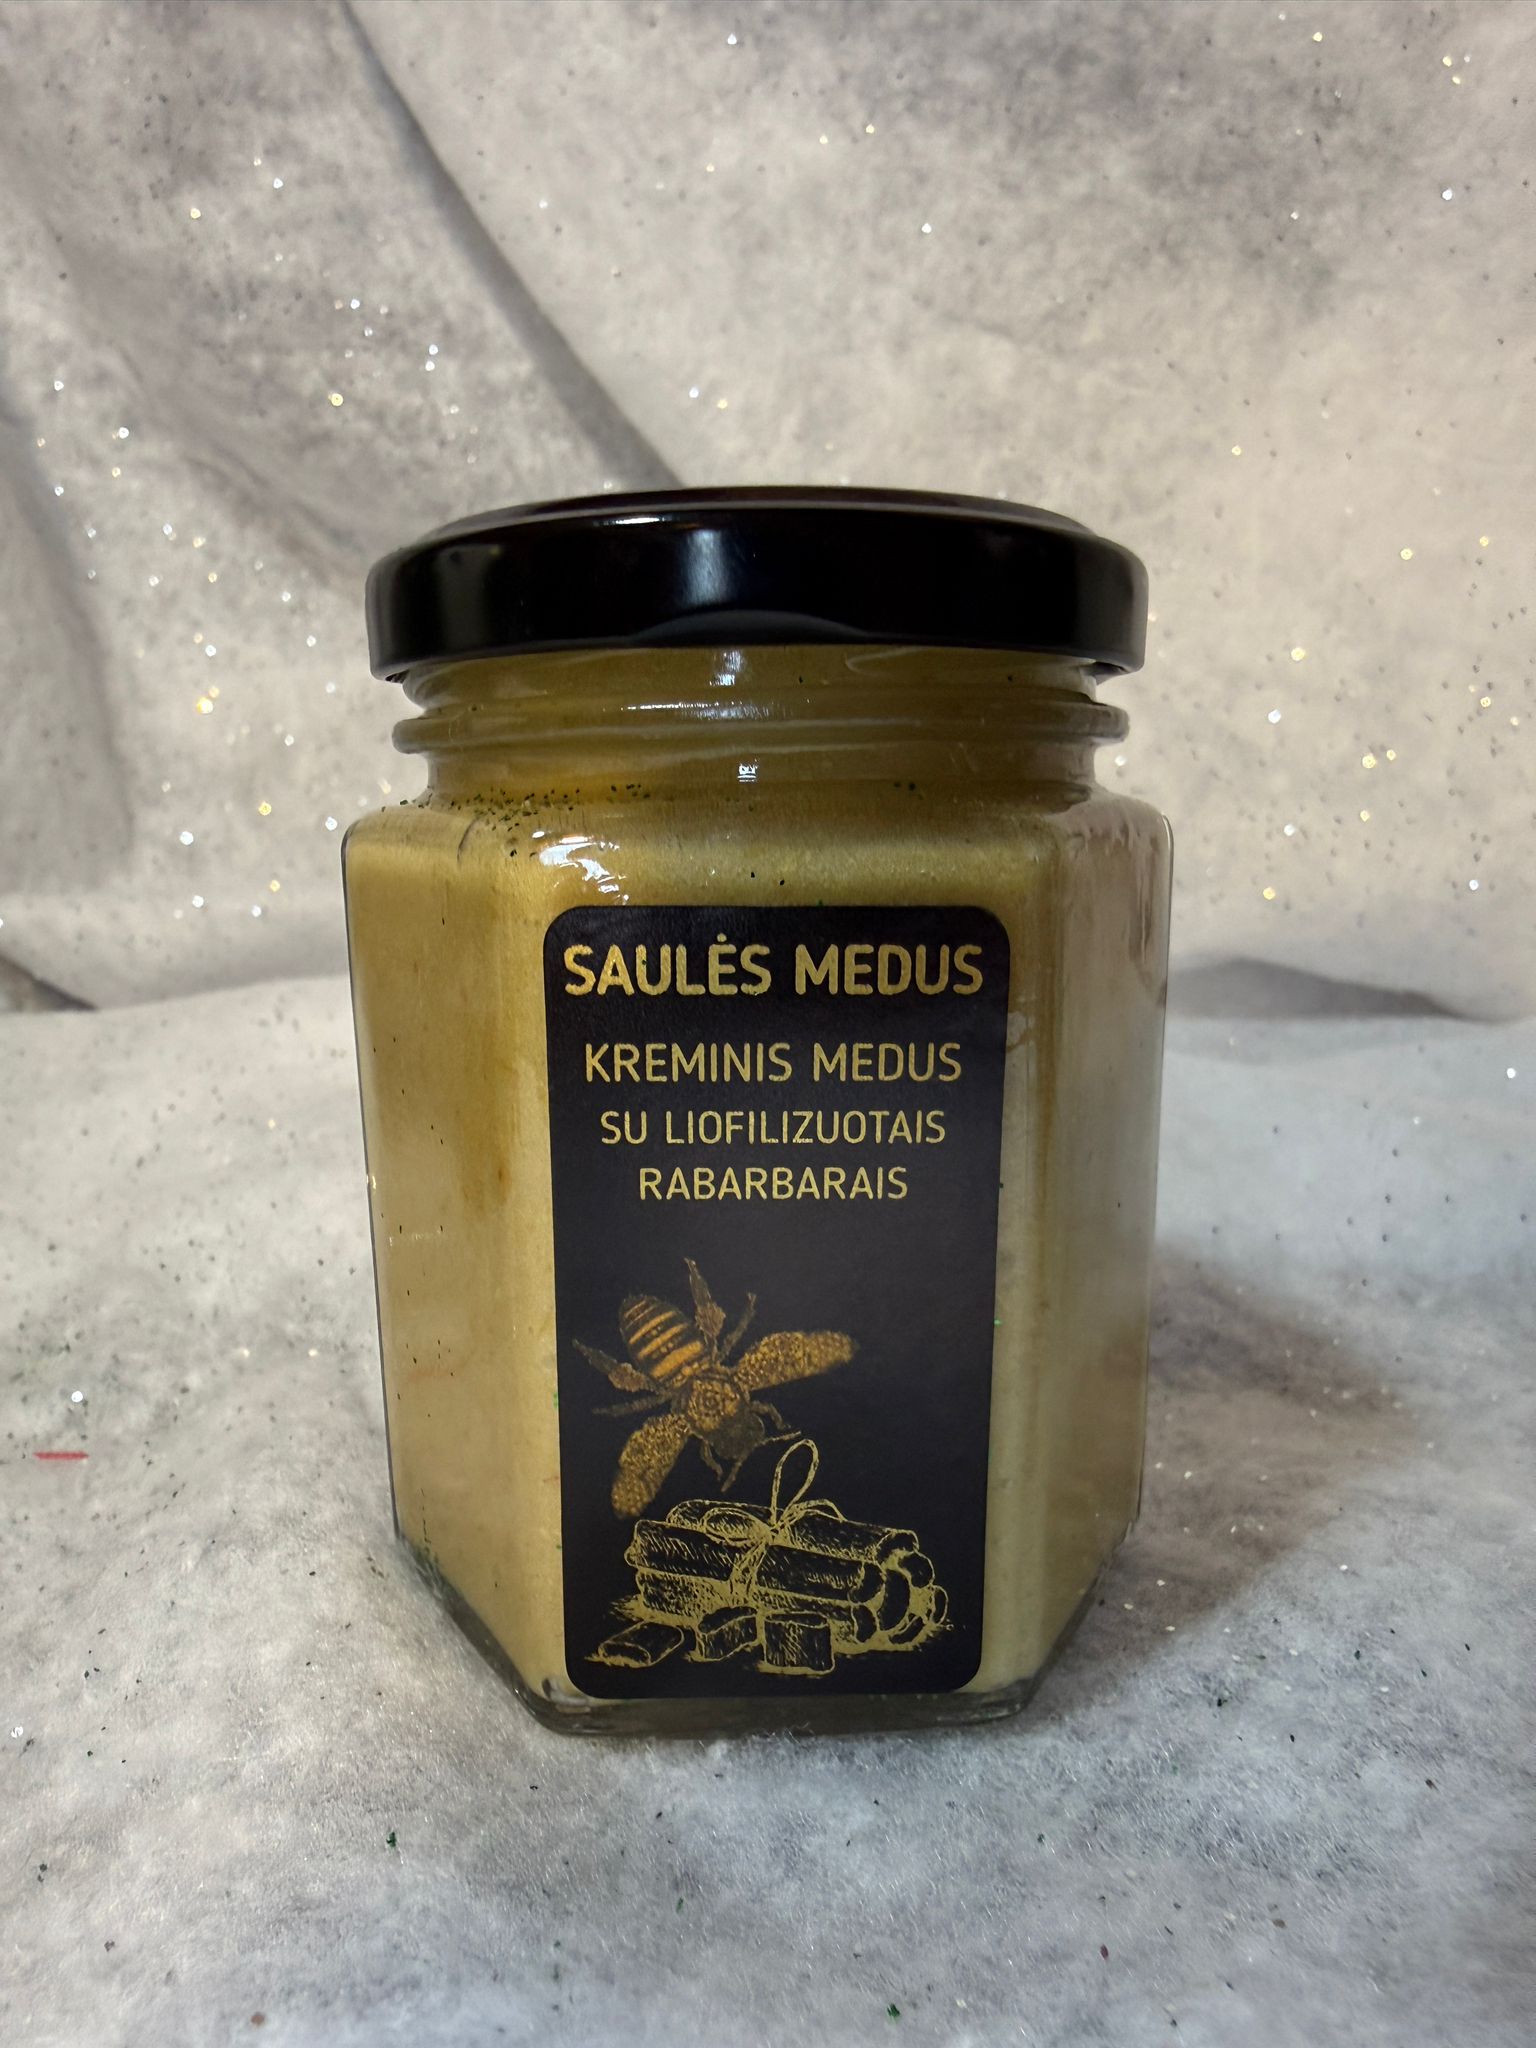 SAULĖS MEDUS
KREMINIS MEDUS
SU LIOFILIZUOTAIS
RABARBARAIS